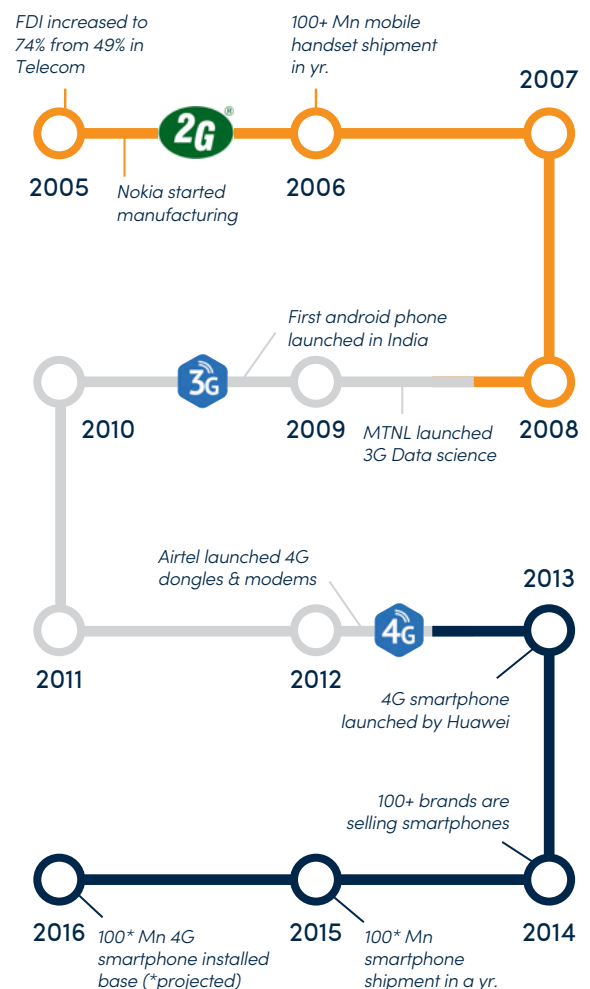 FDI increased to
74% from 49% in
Telecom
100+ Mn mobile
handset shipment
in yr.
2007
2G®
2005
Nokia started
manufacturing
2006
First android phone
launched in India
3G
2010
2009
MTNL launched
3G Data science
2008
Airtel launched 4G
dongles & modems
2013
4G
2011
2012
4G smartphone
launched by Huawei
100+ brands are
selling smartphones
2016
100* Mn 4G
smartphone installed
base (*projected)
2015
100* Mn
smartphone
shipment in a yr.
2014